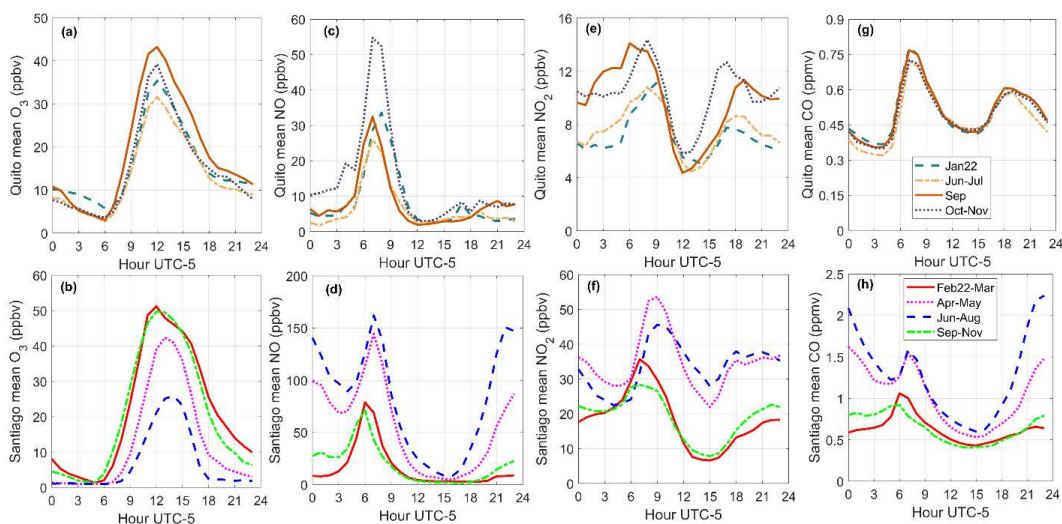 (a)
Quito mean O3 (ppbv)
50
40
30
20
10
0
0 3 6 9 12 15 18 21 24
Hour UTC-5
(c)
Quito mean NO (ppbv)
60
50
40
30
20
10
0
0 3 6 9 12 15 18 21 24
Hour UTC-5
(e)
Quito mean NO2 (ppbv)
16
12
8
4
0
0 3 6 9 12 15 18 21 24
Hour UTC-5
(g)
Quito mean CO (ppmv)
0.9
0.75
0.6
0.45
0.3
0.15
0
0 3 6 9 12 15 18 21 24
Hour UTC-5
Jan22
Jun-Jul
Sep
Oct-Nov
(b)
Santiago mean O3 (ppbv)
60
50
40
30
20
10
0
0 3 6 9 12 15 18 21 24
Hour UTC-5
(d)
Santiago mean NO (ppbv)
200
150
100
50
0
0 3 6 9 12 15 18 21 24
Hour UTC-5
(f)
Santiago mean NO2 (ppbv)
60
50
40
30
20
10
0
0 3 6 9 12 15 18 21 24
Hour UTC-5
(h)
Santiago mean CO (ppmv)
2.5
2
1.5
1
0.5
0
0 3 6 9 12 15 18 21 24
Hour UTC-5
Feb22-Mar
Apr-May
Jun-Aug
Sep-Nov